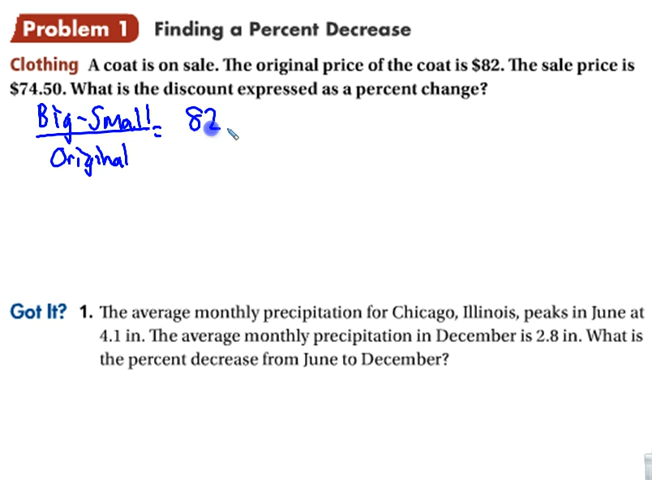 Problem 1 Finding a Percent Decrease
Clothing A coat is on sale. The original price of the coat is $82. The sale price is
$74.50. What is the discount expressed as a percent change?
Big-Small = 82
Original
Got It? 1. The average monthly precipitation for Chicago, Illinois, peaks in June at
4.1 in. The average monthly precipitation in December is 2.8 in. What is
the percent decrease from June to December?